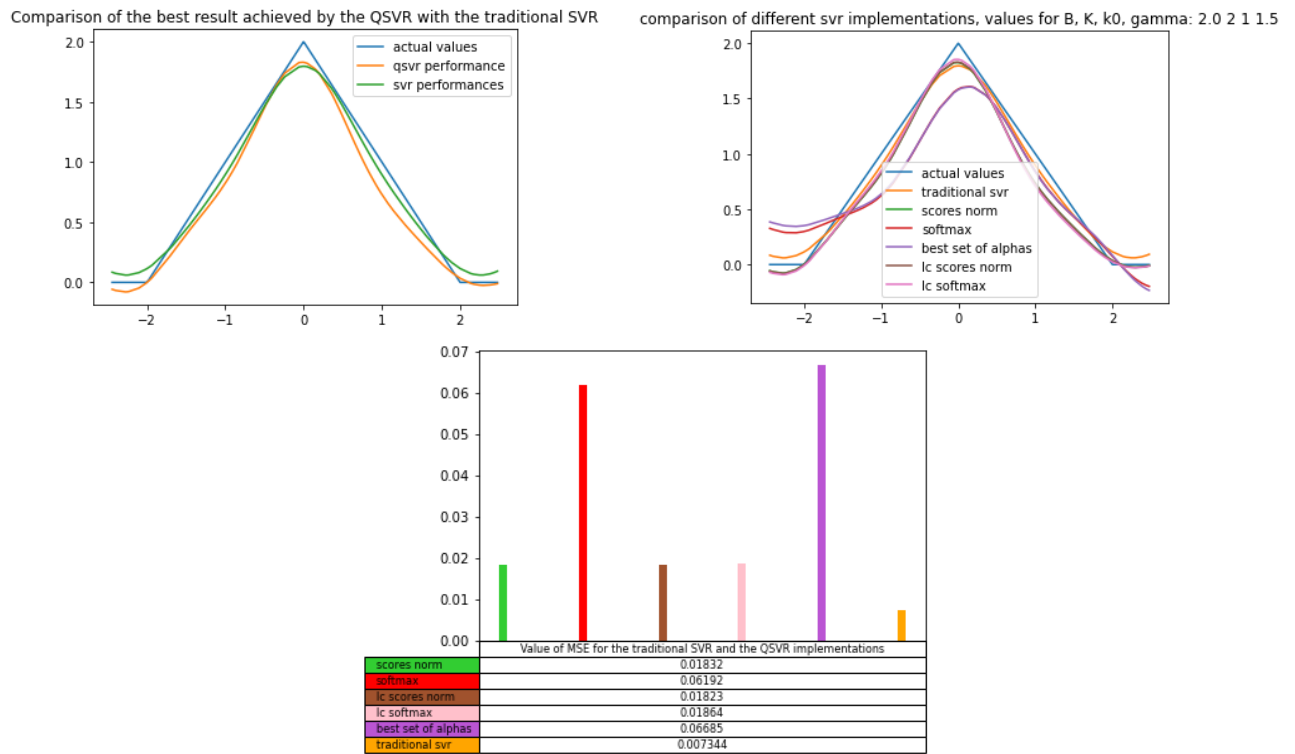 Comparison of the best result achieved by the QSVR with the traditional SVR
2.0
1.5
1.0
0.5
0.0
−2
−1
0
1
2
actual values
qsvr performance
svr performances
comparison of different svr implementations, values for B, K, k0, gamma: 2.0 2 1 1.5
2.0
1.5
1.0
0.5
0.0
−2
−1
0
1
2
actual values
traditional svr
scores norm
softmax
best set of alphas
lc scores norm
lc softmax
0.07
0.06
0.05
0.04
0.03
0.02
0.01
0.00
Value of MSE for the traditional SVR and the QSVR implementations
scores norm 0.01832
softmax 0.06192
lc scores norm 0.01823
lc softmax 0.01864
best set of alphas 0.06685
traditional svr 0.007344